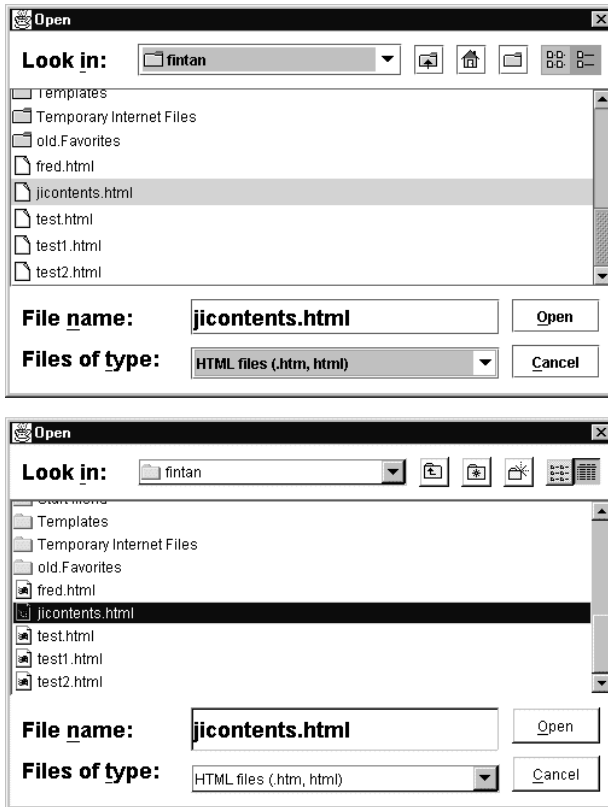 Open
Look in: fintan
Templates
Temporary Internet Files
old.Favorites
fred.html
jicontents.html
test.html
test1.html
test2.html
File name: jicontents.html Open
Files of type: HTML files (.htm, html) Cancel
Open
Look in: fintan
Start menu
Templates
Temporary Internet Files
old.Favorites
fred.html
jicontents.html
test.html
test1.html
test2.html
File name: jicontents.html Open
Files of type: HTML files (.htm, html) Cancel